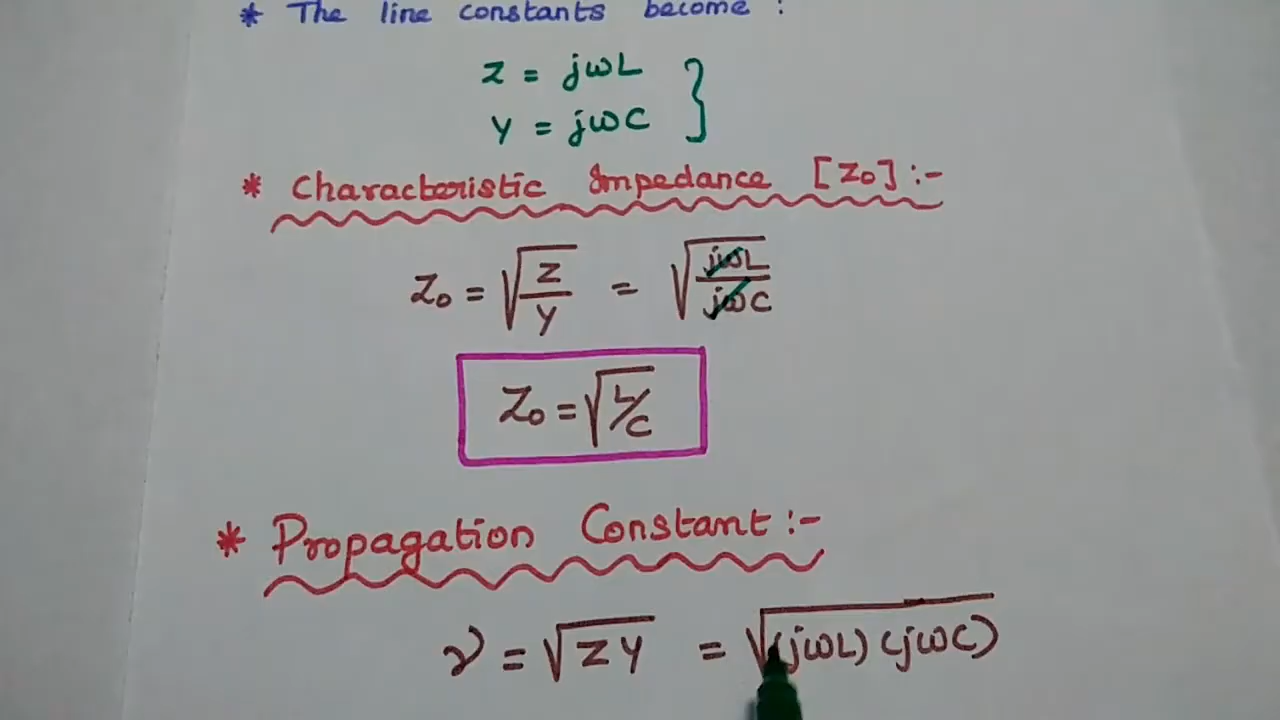 * The line constants become :
Z = jωL
Y = jωC }
* Characteristic Impedance [Z₀] :-
Z₀ = √(Z/Y) = √(jωL/jωC)
Z₀ = √(L/C)
* Propagation Constant :-
γ = √ZY = √(jωL)(jωC)